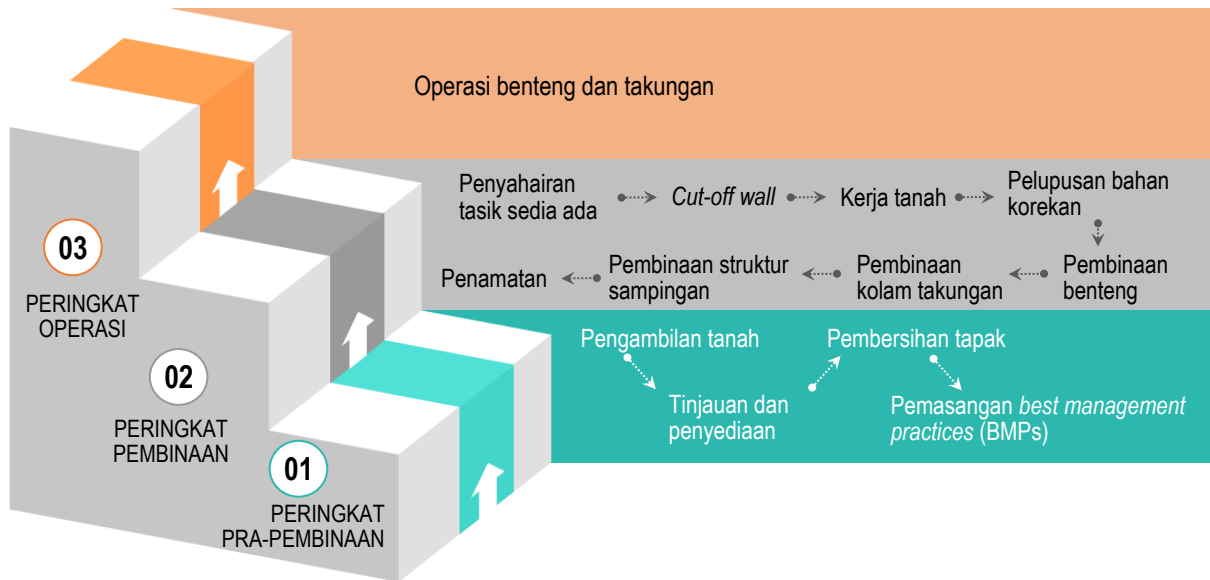 Operasi benteng dan takungan
Penyahairan
tasik sedia ada
Cut-off wall
Kerja tanah
Pelupusan bahan
korekan
Pembinaan
benteng
Pembinaan
kolam takungan
Pembinaan struktur
sampingan
Penamatan
Pengambilan tanah
Tinjauan dan
penyediaan
Pembersihan tapak
Pemasangan best management
practices (BMPs)
03
PERINGKAT
OPERASI
02
PERINGKAT
PEMBINAAN
01
PERINGKAT
PRA-PEMBINAAN